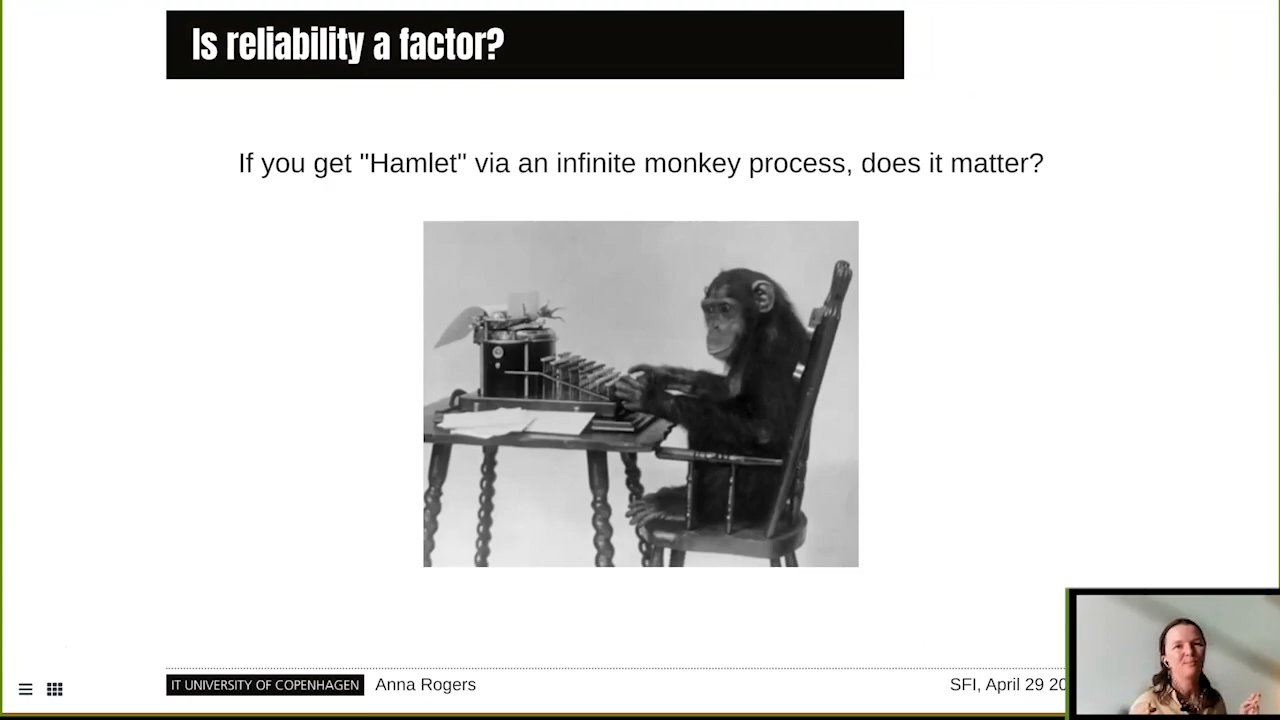 Is reliability a factor?
If you get "Hamlet" via an infinite monkey process, does it matter?
IT UNIVERSITY OF COPENHAGEN Anna Rogers
SFI, April 29 20